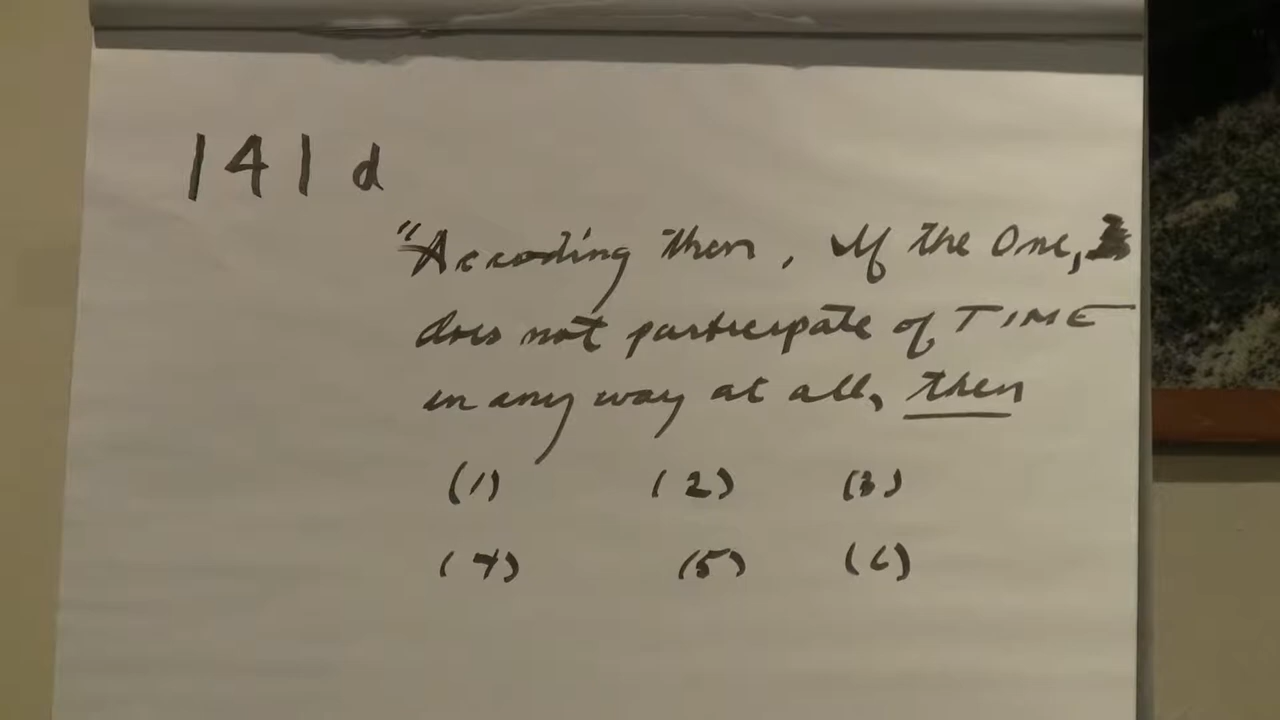 141 d
"Accoding then, If the One,
does not participate of TIME
in any way at all, then
(1) (2) (3)
(4) (5) (6)